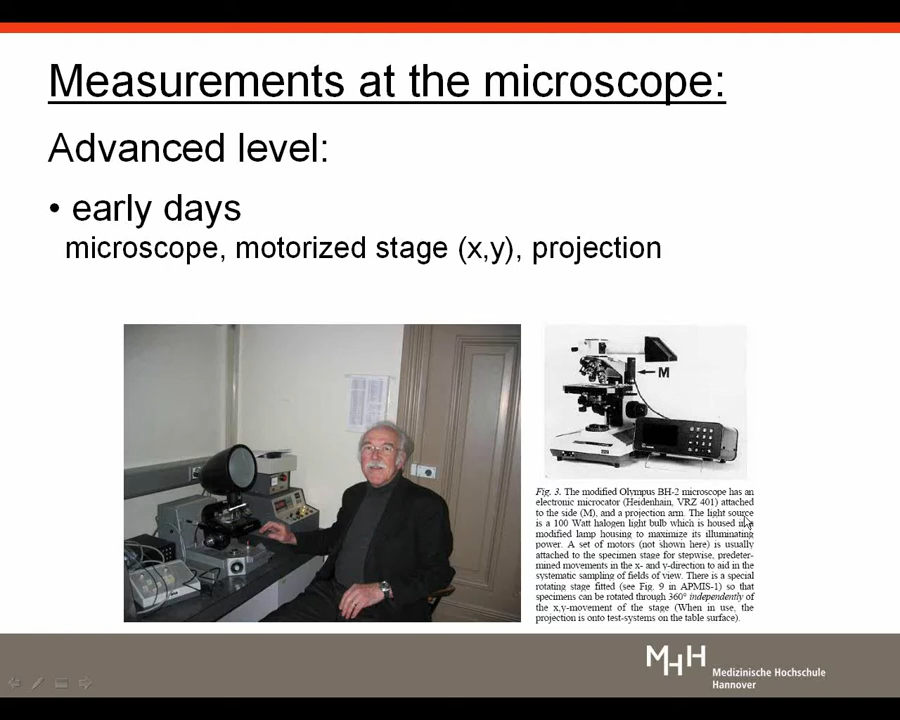 Measurements at the microscope:
Advanced level:
• early days
microscope, motorized stage (x,y), projection
M
Fig. 3. The modified Olympus BH-2 microscope has an
electronic microcator (Heidenhain, VRZ 401) attached
to the side (M), and a projection arm. The light source
is a 100 Watt halogen light bulb which is housed in a
modified lamp housing to maximize its illuminating
power. A set of motors (not shown here) is usually
attached to the specimen stage for stepwise, predeter-
mined movements in the x- and y-direction to aid in the
systematic sampling of fields of view. There is a special
rotating stage fitted (see Fig. 9 in APMIS-1) so that
specimens can be rotated through 360° independently of
the x,y-movement of the stage (When in use, the
projection is onto test-systems on the table surface).
MHH
Medizinische Hochschule
Hannover